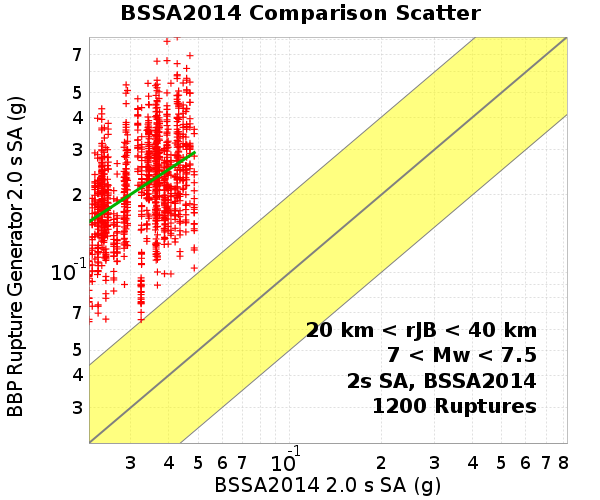 BSSA2014 Comparison Scatter
BBP Rupture Generator 2.0 s SA (g)
7
5
4
3
2
10-1
7
5
4
3
20 km < rJB < 40 km
7 < Mw < 7.5
2s SA, BSSA2014
1200 Ruptures
3 4 5 6 7 10-1 2 3 4 5 6 7 8
BSSA2014 2.0 s SA (g)